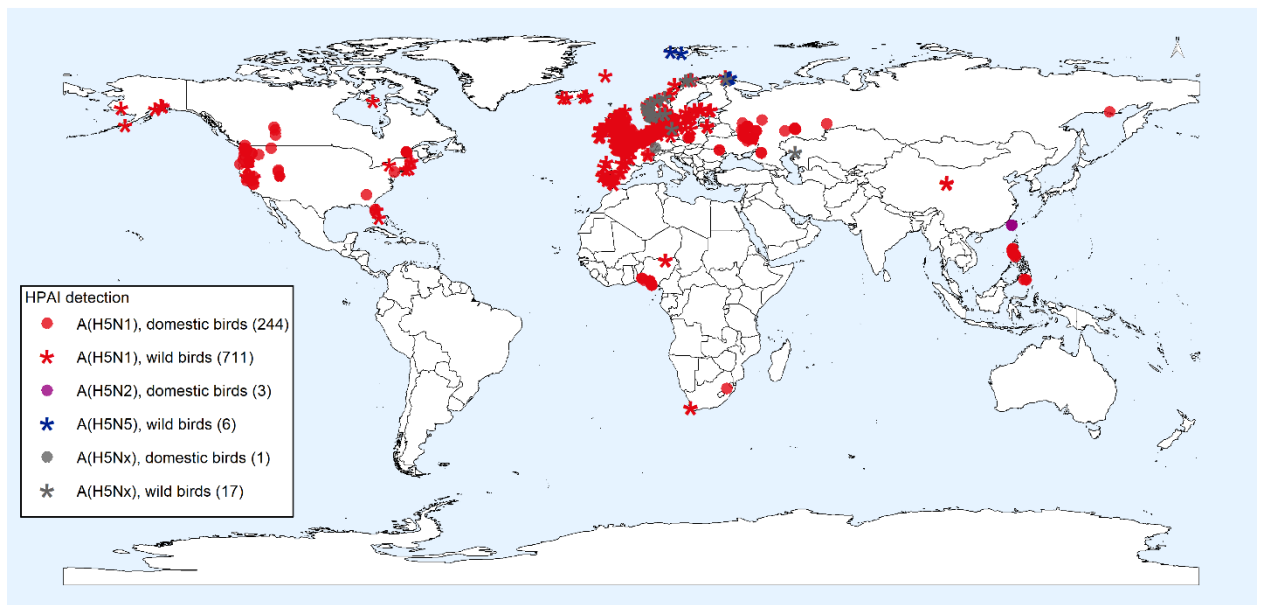 N
HPAI detection
A(H5N1), domestic birds (244)
A(H5N1), wild birds (711)
A(H5N2), domestic birds (3)
A(H5N5), wild birds (6)
A(H5Nx), domestic birds (1)
A(H5Nx), wild birds (17)